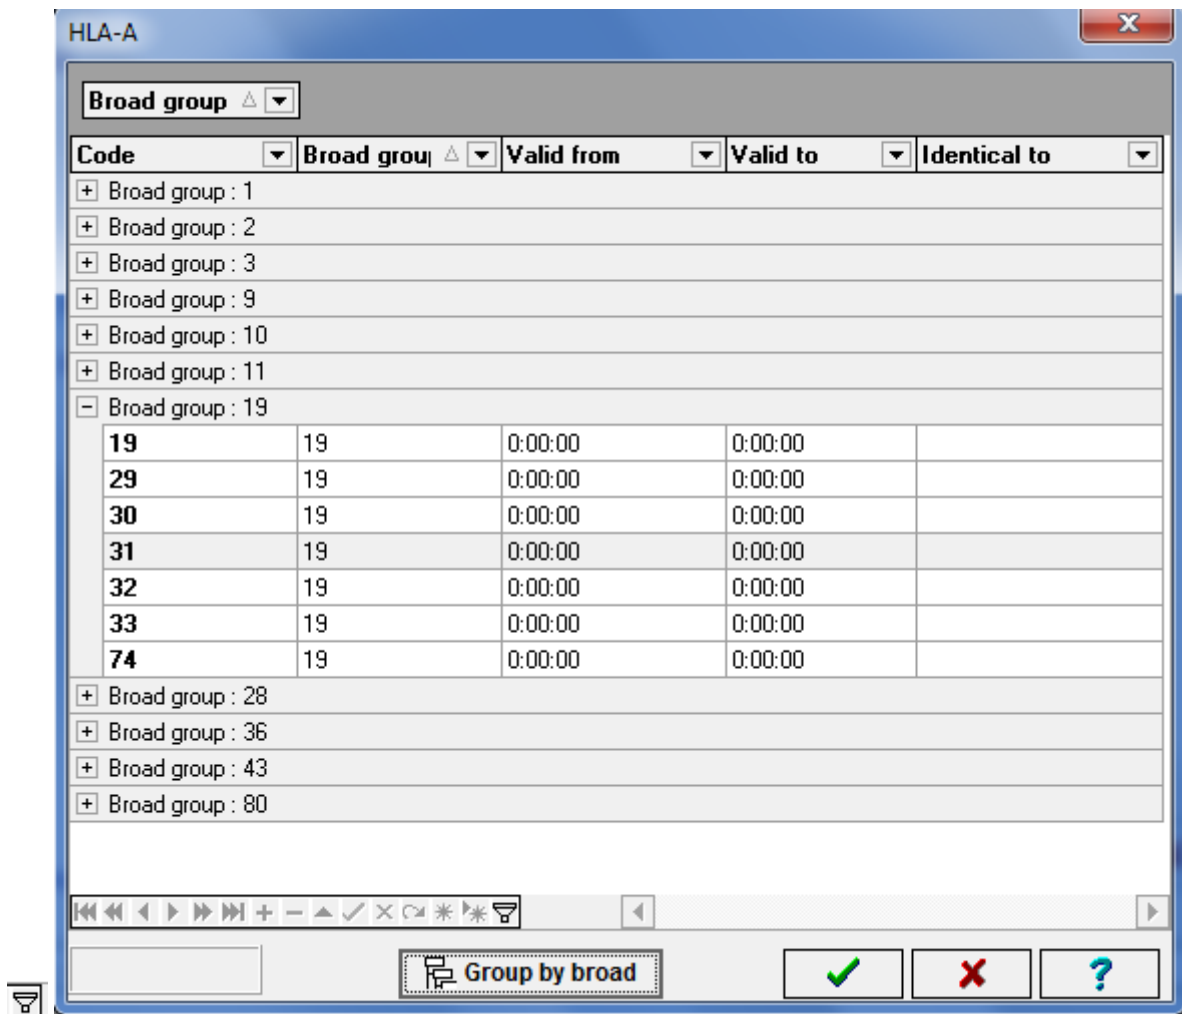 HLA-A
Broad group
Code Broad grou Valid from Valid to Identical to
Broad group : 1
Broad group : 2
Broad group : 3
Broad group : 9
Broad group : 10
Broad group : 11
Broad group : 19
19 19 0:00:00 0:00:00
29 19 0:00:00 0:00:00
30 19 0:00:00 0:00:00
31 19 0:00:00 0:00:00
32 19 0:00:00 0:00:00
33 19 0:00:00 0:00:00
74 19 0:00:00 0:00:00
Broad group : 28
Broad group : 36
Broad group : 43
Broad group : 80
Group by broad ?